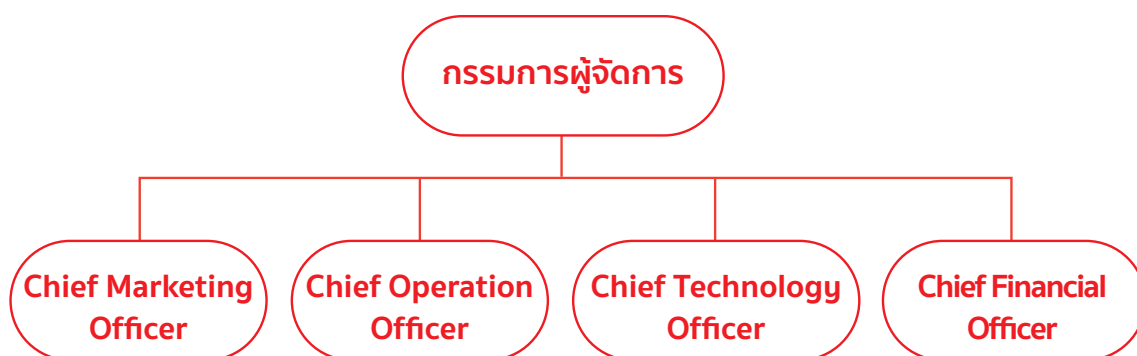 กรรมการผู้จัดการ
Chief Marketing
Officer
Chief Operation
Officer
Chief Technology
Officer
Chief Financial
Officer